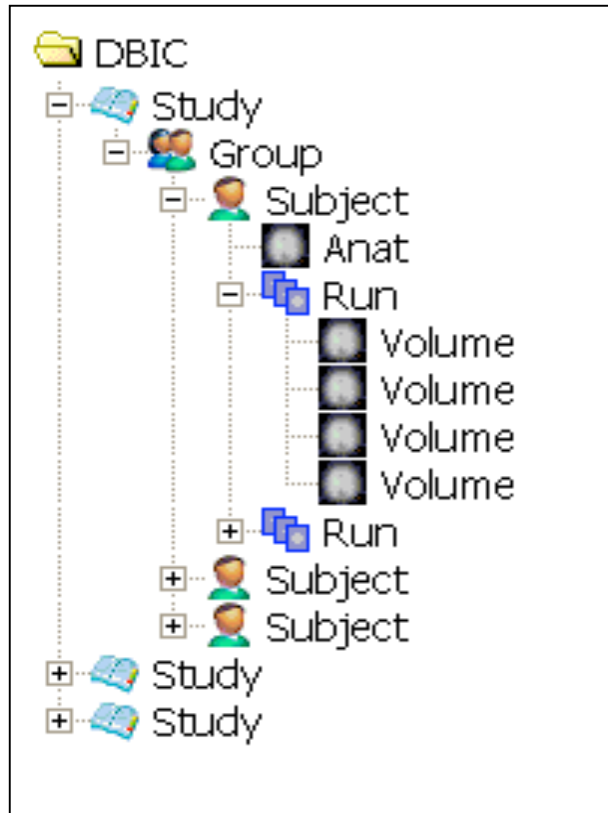 DBIC
Study
Group
Subject
Anat
Run
Volume
Volume
Volume
Volume
Run
Subject
Subject
Study
Study